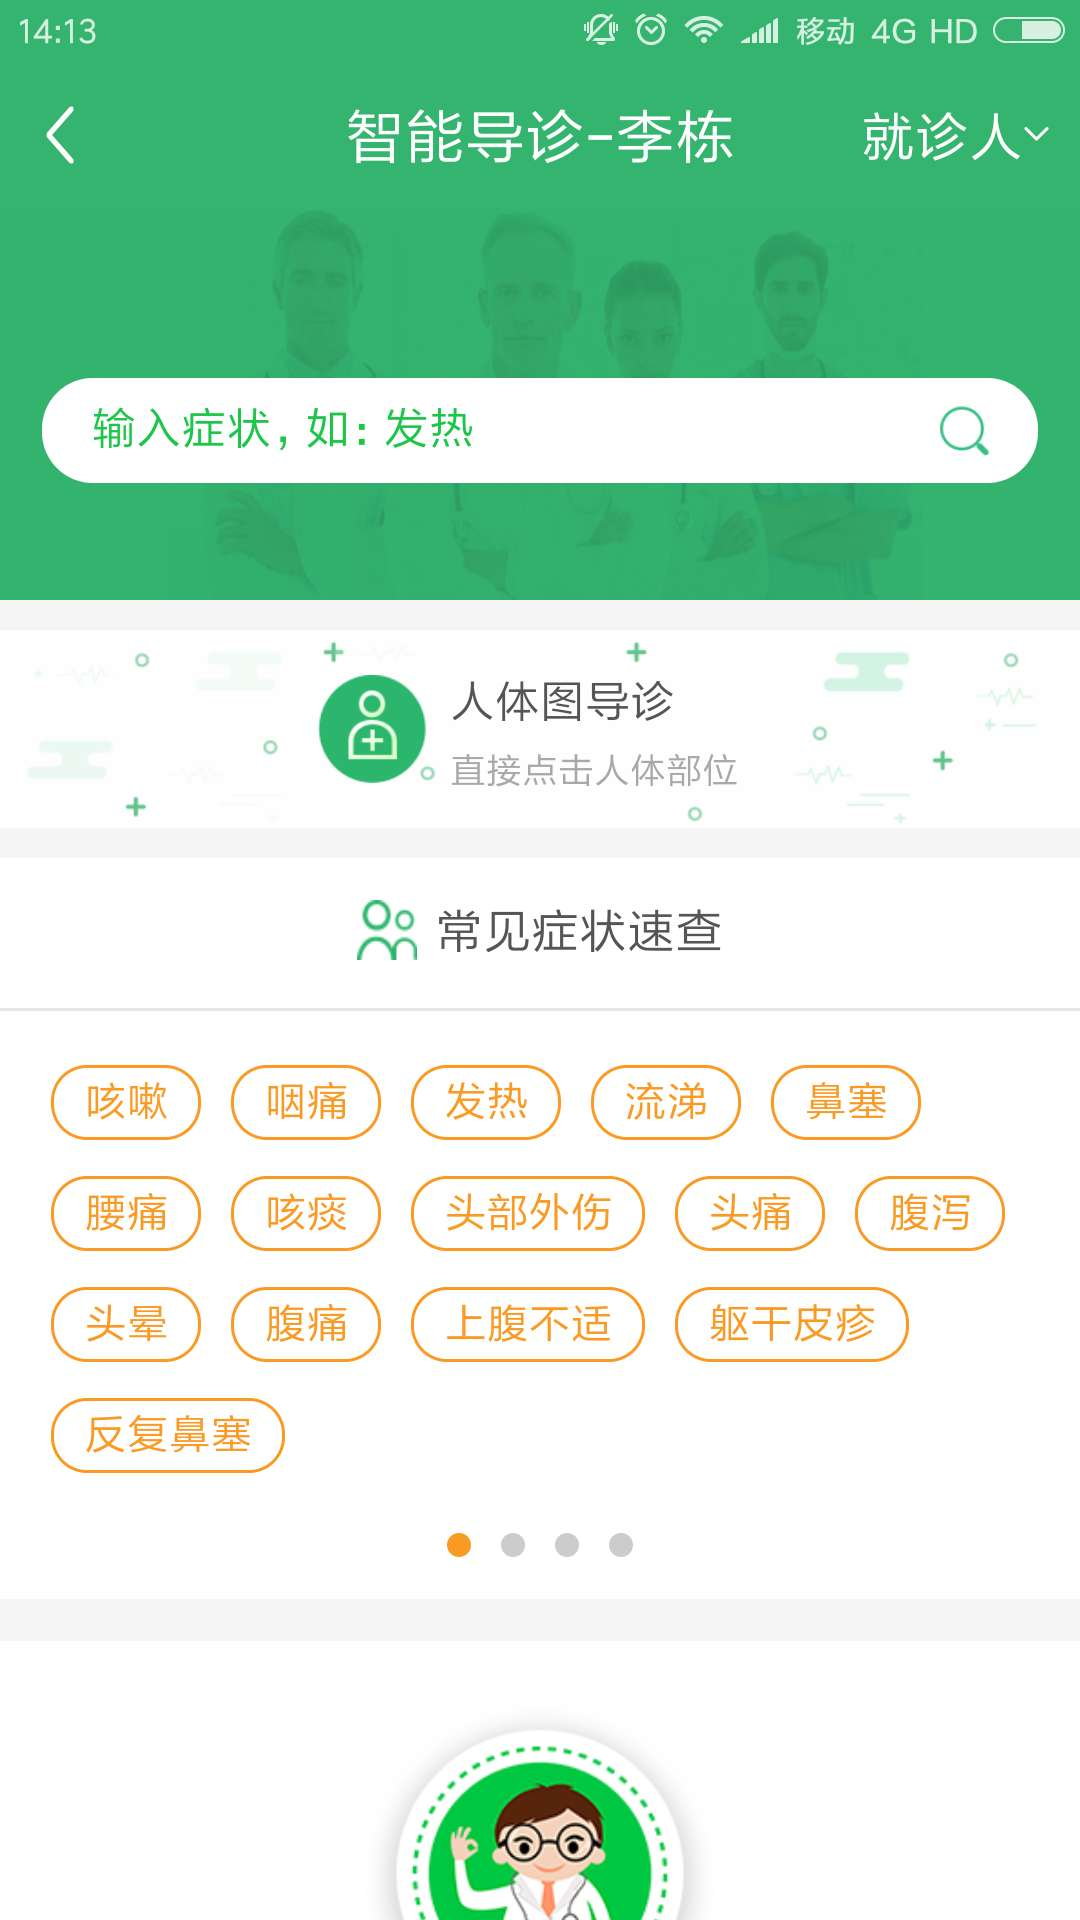 14:13 移动 4G HD
智能导诊-李栋 就诊人
输入症状，如：发热
人体图导诊
直接点击人体部位
常见症状速查
咳嗽 咽痛 发热 流涕 鼻塞
腰痛 咳痰 头部外伤 头痛 腹泻
头晕 腹痛 上腹不适 躯干皮疹
反复鼻塞